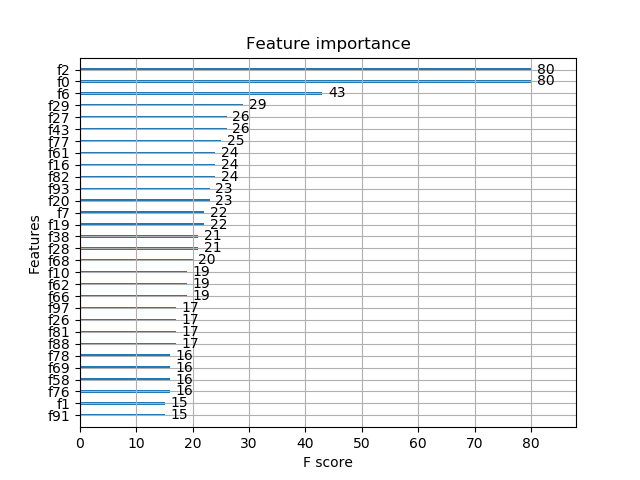 Feature importance
f2 80
f0 80
f6 43
f29 29
f27 26
f43 26
f77 25
f61 24
f16 24
f82 24
f93 23
f20 23
f7 22
f19 22
f38 21
f28 21
f68 20
f10 19
f62 19
f66 19
f97 17
f26 17
f81 17
f88 17
f78 16
f69 16
f58 16
f76 16
f1 15
f91 15
Features
0 10 20 30 40 50 60 70 80
F score